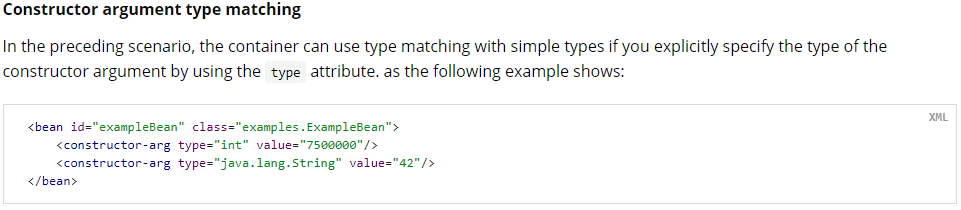 Constructor argument type matching
In the preceding scenario, the container can use type matching with simple types if you explicitly specify the type of the
constructor argument by using the type attribute. as the following example shows:
XML
<bean id="exampleBean" class="examples.ExampleBean">
    <constructor-arg type="int" value="7500000"/>
    <constructor-arg type="java.lang.String" value="42"/>
</bean>